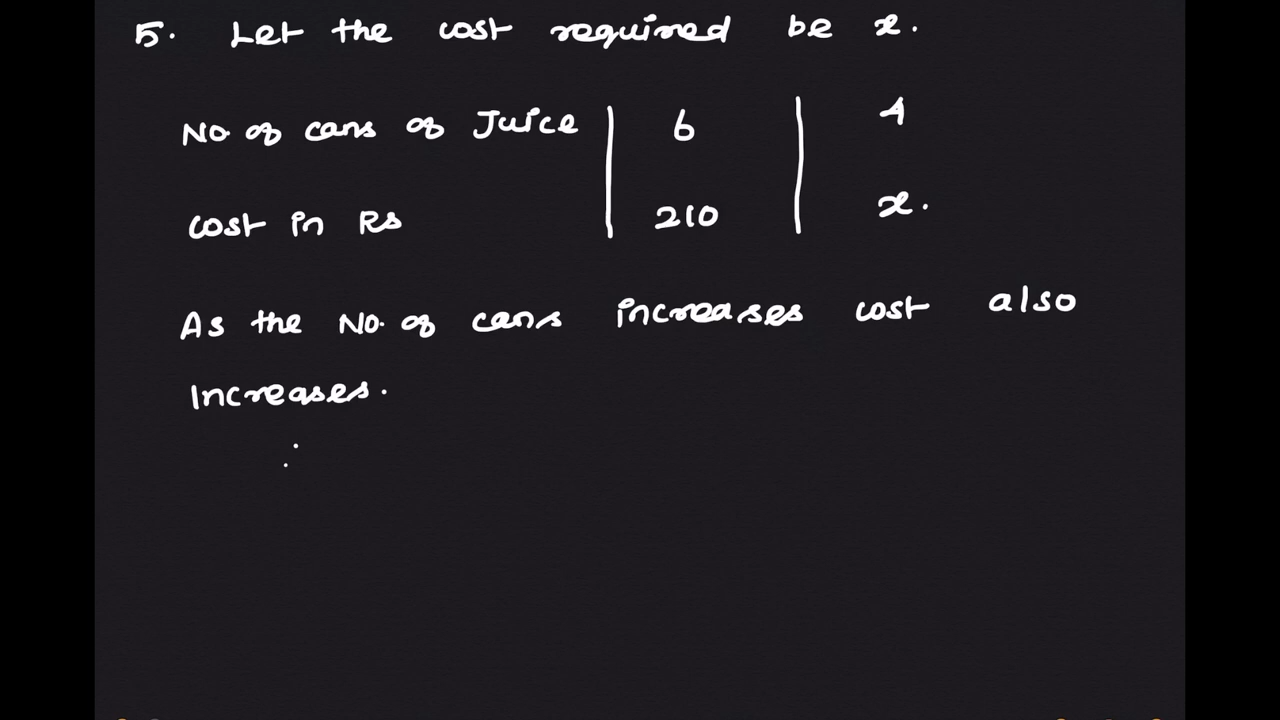 5. Let the cost required be x.
No. of cans of Juice | 6 | 4
cost in Rs | 210 | x.
As the No. of cans increases cost also
increases.